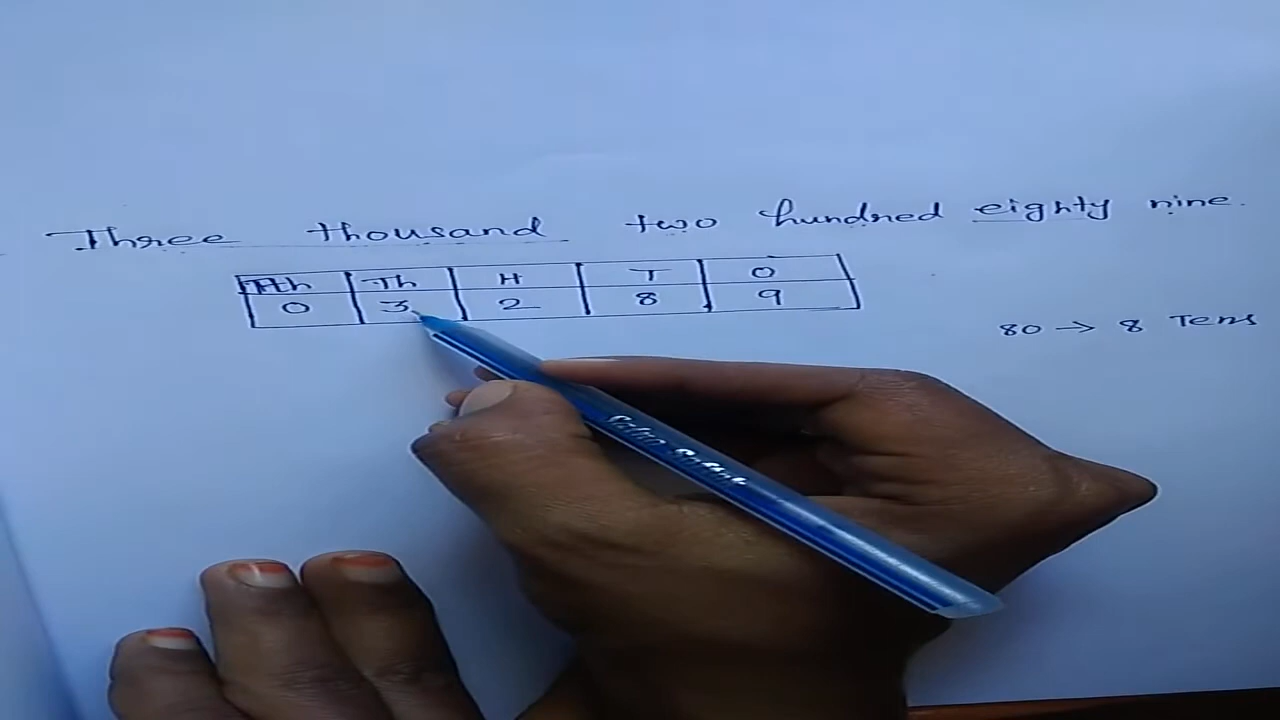 Three thousand two hundred eighty nine.
TTh Th H T O
0 3 2 8 9
80 → 8 Tens